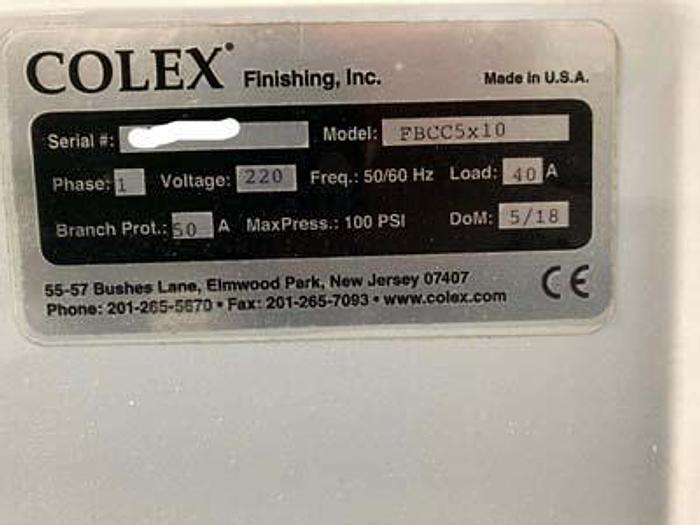 COLEX® Finishing, Inc. Made in U.S.A.
Serial #: Model: FBCC5x10
Phase: 1 Voltage: 220 Freq.: 50/60 Hz Load: 40 A
Branch Prot.: 50 A MaxPress.: 100 PSI DoM: 5/18
55-57 Bushes Lane, Elmwood Park, New Jersey 07407
Phone: 201-265-5670 • Fax: 201-265-7093 • www.colex.com
CE